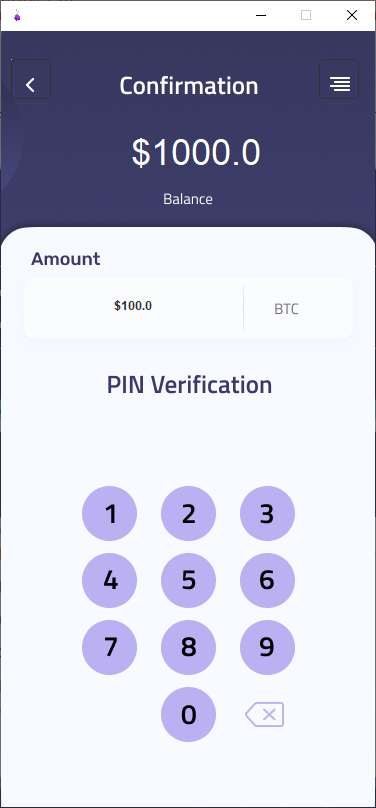 Confirmation
$1000.0
Balance
Amount
$100.0 BTC
PIN Verification
1 2 3
4 5 6
7 8 9
0